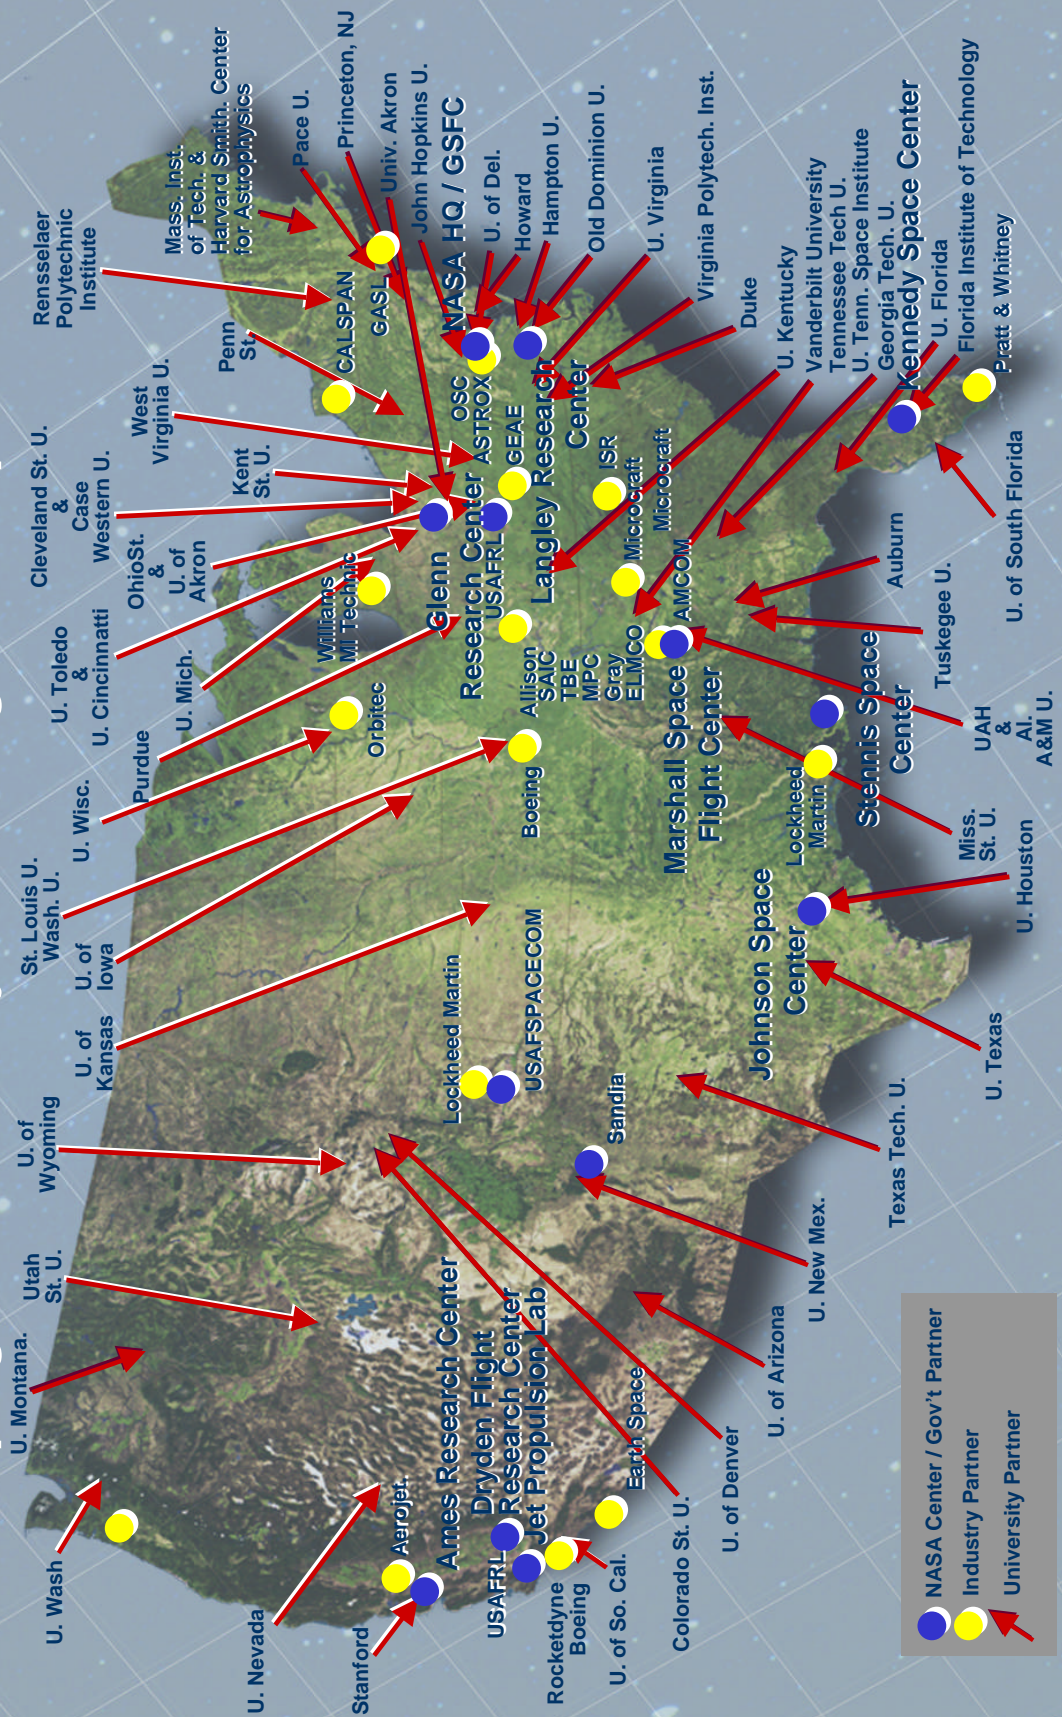 U. Wash
U. Montana.
Utah
St. U.
U. of
Wyoming
U. of
Kansas
U. of
Iowa
St. Louis U.
Wash. U.
U. Wisc.
Purdue
U. Mich.
U. Toledo
&
U. Cincinnatti
OhioSt.
&
U. of
Akron
Cleveland St. U.
&
Case
Western U.
Kent
St. U.
West
Virginia U.
Penn
St.
Rensselaer
Polytechnic
Institute
Mass. Inst.
of Tech. &
Harvard Smith. Center
for Astrophysics
Pace U.
Princeton, NJ
Univ. Akron
John Hopkins U.
NASA HQ / GSFC
U. of Del.
Howard
Hampton U.
Old Dominion U.
U. Virginia
Virginia Polytech. Inst.
Duke
U. Kentucky
Vanderbilt University
Tennessee Tech U.
U. Tenn. Space Institute
Georgia Tech. U.
Kennedy Space Center
U. Florida
Florida Institute of Technology
Pratt & Whitney
U. of South Florida
Auburn
Tuskegee U.
UAH
&
Al.
A&M U.
Miss.
St. U.
U. Houston
U. Texas
Texas Tech. U.
U. New Mex.
U. of Arizona
U. of Denver
Colorado St. U.
U. of So. Cal.
Rocketdyne
Boeing
Stanford
U. Nevada
Aerojet.
Ames Research Center
Dryden Flight
Research Center
USAFRL
Jet Propulsion Lab
Earth Space
Lockheed Martin
USAFSPACECOM
Sandia
Johnson Space
Center
Orbitec
Boeing
Williams
MI Technic
Glenn
Research Center
USAFRL
Allison
SAIC
TBE
MPC
Gray
ELMCO
AMCOM
Marshall Space
Flight Center
Lockheed
Martin
Stennis Space
Center
CALSPAN
GASL
OSC
ASTROX
GEAE
Langley Research
Center
ISR
Microcraft
Microcraft
NASA Center / Gov't Partner
Industry Partner
University Partner